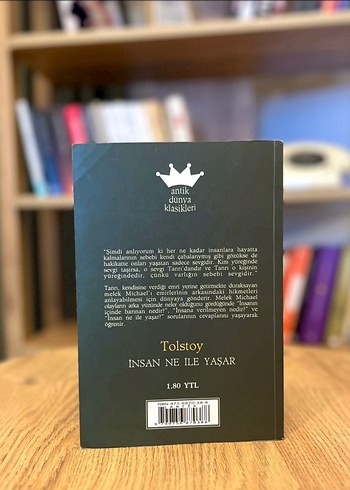 antik
dünya
klasikleri
"Şimdi anlıyorum ki her ne kadar insanlara hayatta
kalmalarının sebebi kendi çabalarıymış gibi gözükse de
hakikatte onları yaşatan sadece sevgidir. Kim yüreğinde
sevgi taşırsa, o sevgi Tanrı'dandır ve Tanrı o kişinin
yüreğindedir, çünkü varlığın sebebi sevgidir."
Tanrı, kendisine verdiği emri yerine getirmekte duraksayan
melek Michael'ı emirlerinin arkasındaki hikmetleri
anlayabilmesi için dünyaya gönderir. Melek Michael
olayların arka yüzünde neler olduğunu gördüğünde "İnsanın
içinde barınan nedir?", "İnsana verilmeyen nedir?" ve
"İnsan ne ile yaşar?" sorularının cevaplarını yaşayarak
öğrenir.
Tolstoy
İNSAN NE İLE YAŞAR
1.80 YTL